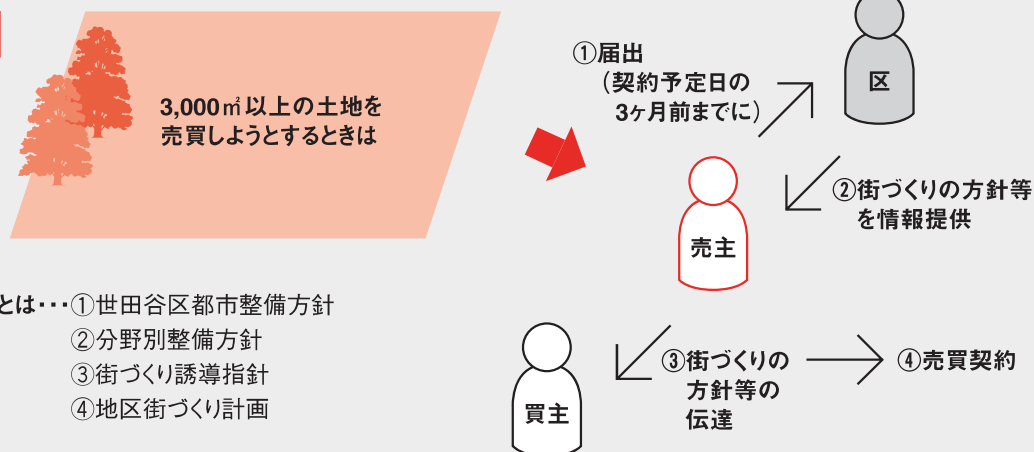 3,000㎡以上の土地を
売買しようとするときは
①届出
(契約予定日の
3ヶ月前までに)
区
②街づくりの方針等
を情報提供
売主
とは…①世田谷区都市整備方針
②分野別整備方針
③街づくり誘導指針
④地区街づくり計画
買主
③街づくりの
方針等の
伝達
④売買契約